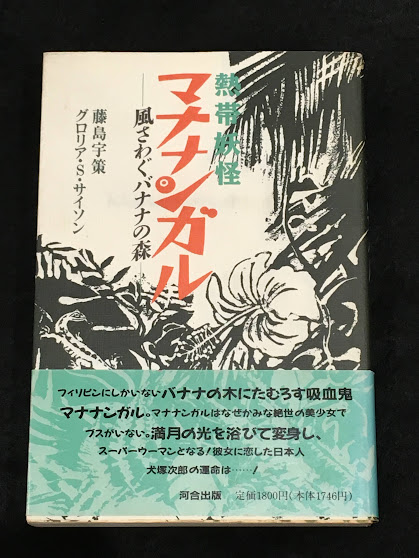 熱帯妖怪
マナナンガル
―風さわぐバナナの森―
藤島宇策
グロリア・S・サイソン
フィリピンにしかいないバナナの木にたむろす吸血鬼
マナナンガル。マナナンガルはなぜかみな絶世の美少女で
ブスがいない。満月の光を浴びて変身し、
スーパーウーマンとなる!彼女に恋した日本人
犬塚次郎の運命は……!
河合出版 定価1800円(本体1746円)